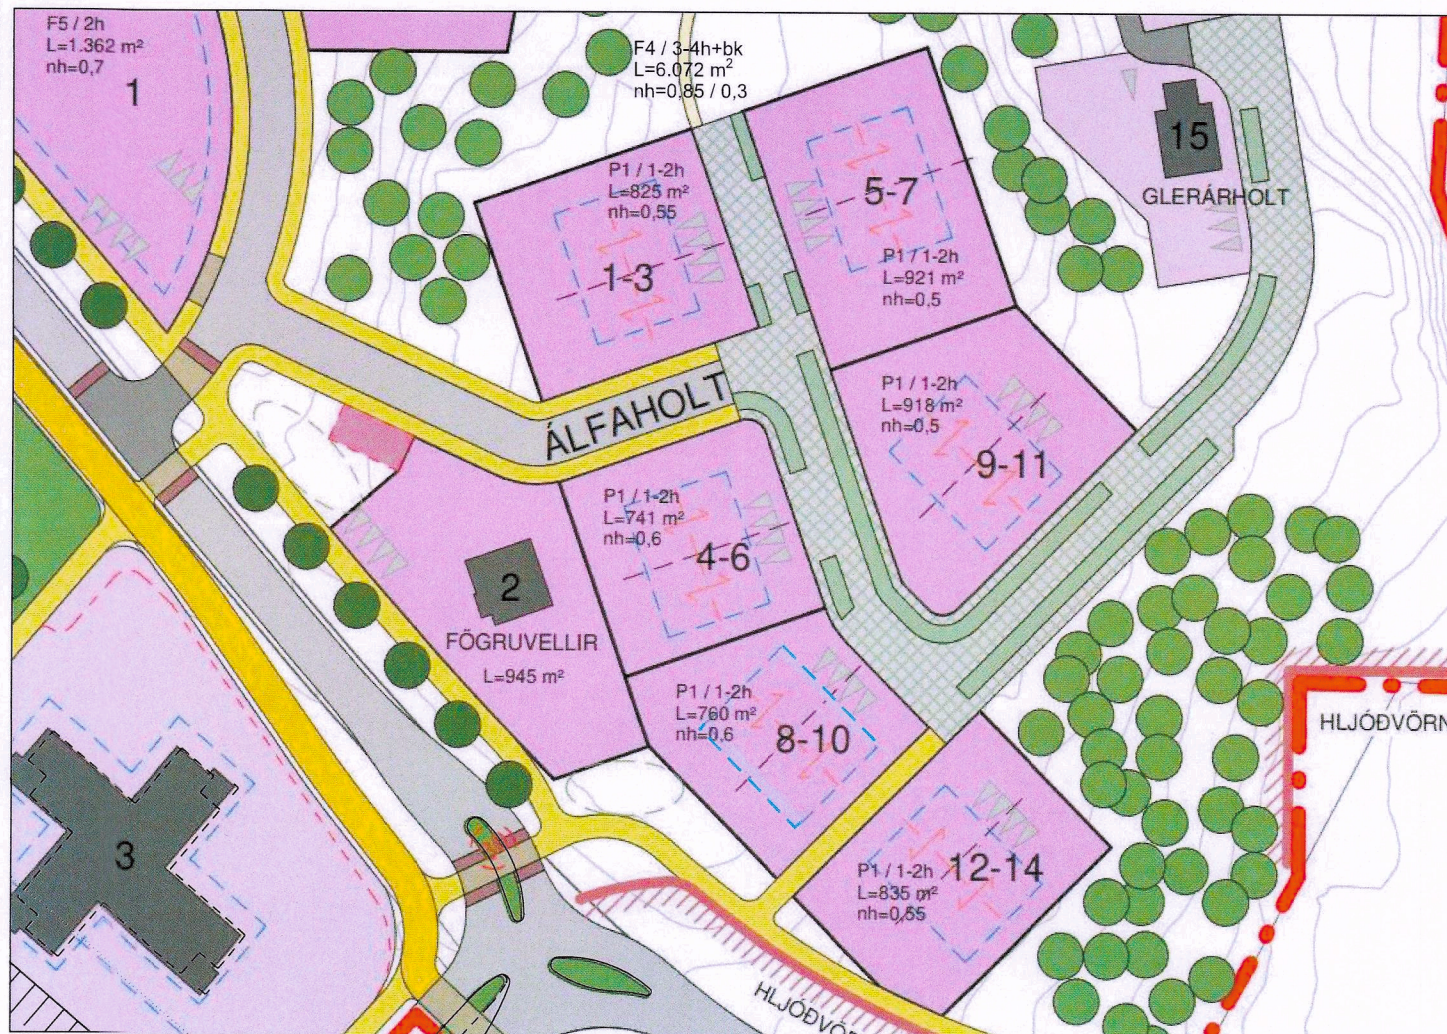 F5 / 2h
L=1.362 m²
nh=0,7
1
F4 / 3-4h+bk
L=6.072 m²
nh=0,85 / 0,3
15
GLERÁRHOLT
P1 / 1-2h
L=825 m²
nh=0,55
1-3
5-7
P1 / 1-2h
L=921 m²
nh=0,5
ÁLFAHOLT
P1 / 1-2h
L=918 m²
nh=0,5
9-11
P1 / 1-2h
L=741 m²
nh=0,6
4-6
2
FÖGRUVELLIR
L=945 m²
P1 / 1-2h
L=760 m²
nh=0,6
8-10
HLJÓÐVÖRN
3
P1 / 1-2h
L=835 m²
nh=0,55
12-14
HLJÓÐVÖR